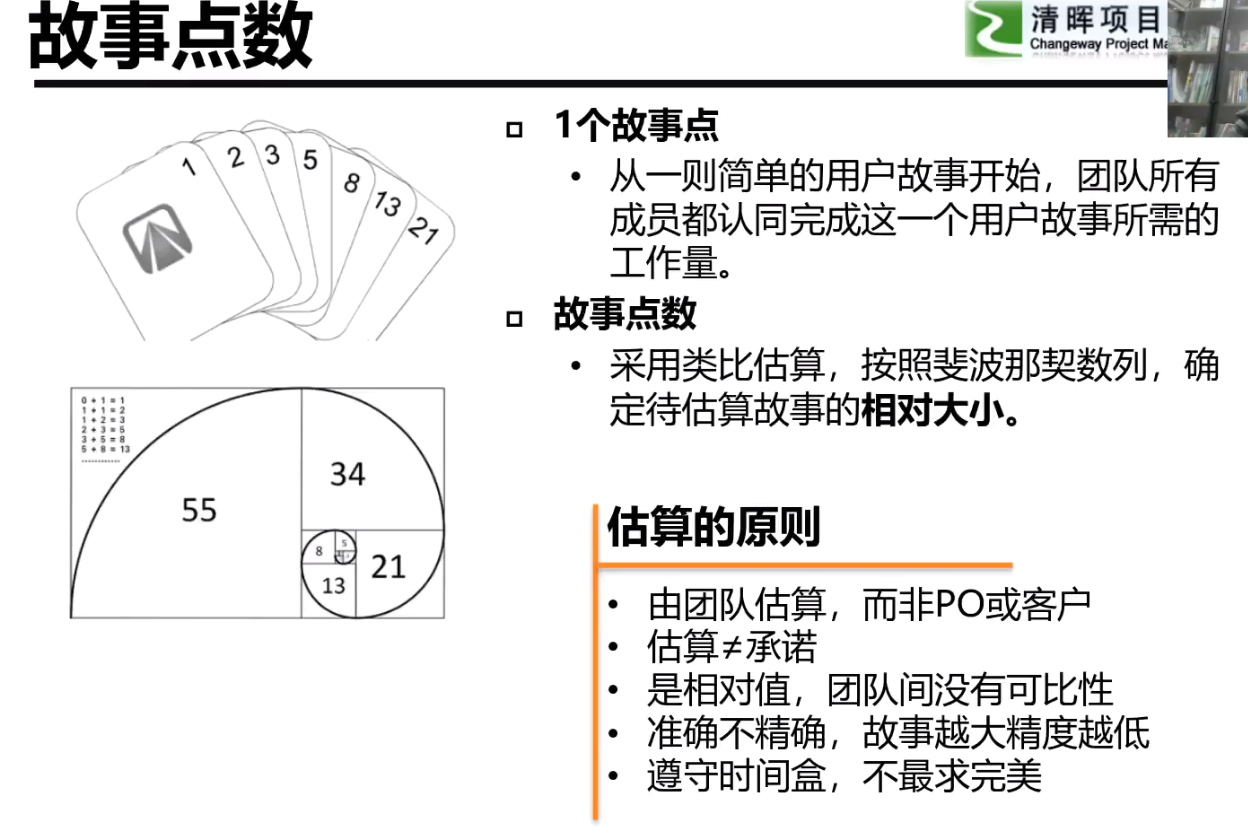 故事点数
清晖项目
Changeway Project Ma
1
2
3
5
8
13
21
0 + 1 = 1
1 + 1 = 2
1 + 2 = 3
2 + 3 = 5
3 + 5 = 8
5 + 8 = 13
............
55
34
8
5
13
21
1个故事点
• 从一则简单的用户故事开始，团队所有
成员都认同完成这一个用户故事所需的
工作量。
故事点数
• 采用类比估算，按照斐波那契数列，确
定待估算故事的相对大小。
估算的原则
• 由团队估算，而非PO或客户
• 估算≠承诺
• 是相对值，团队间没有可比性
• 准确不精确，故事越大精度越低
• 遵守时间盒，不最求完美